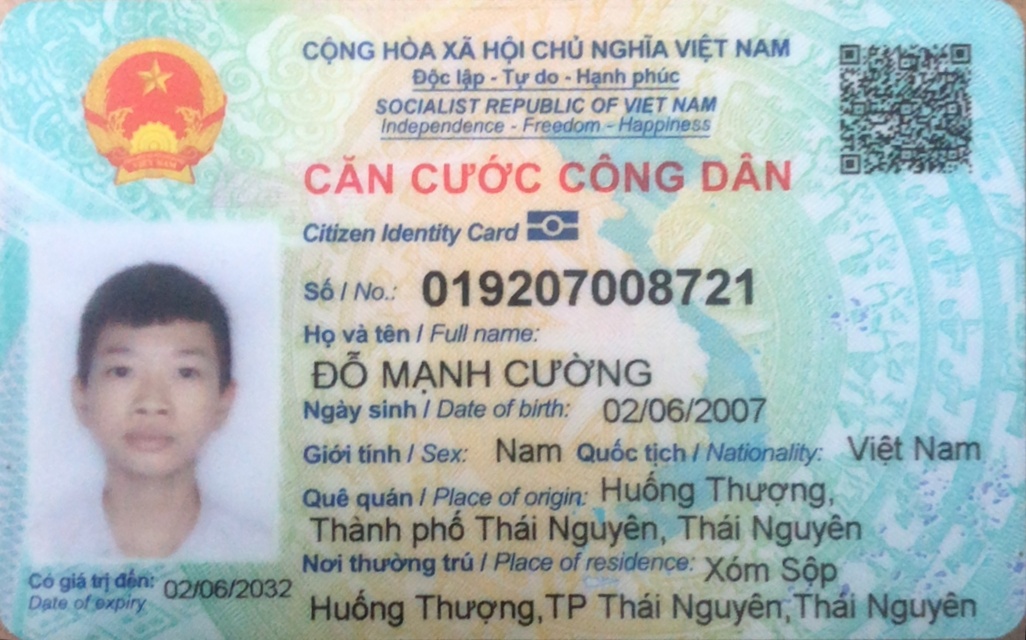 CỘNG HÒA XÃ HỘI CHỦ NGHĨA VIỆT NAM
Độc lập - Tự do - Hạnh phúc
SOCIALIST REPUBLIC OF VIET NAM
Independence - Freedom - Happiness
CĂN CƯỚC CÔNG DÂN
Citizen Identity Card
Số / No.: 019207008721
Họ và tên / Full name:
ĐỖ MẠNH CƯỜNG
Ngày sinh / Date of birth: 02/06/2007
Giới tính / Sex: Nam Quốc tịch / Nationality: Việt Nam
Quê quán / Place of origin: Huống Thượng,
Thành phố Thái Nguyên, Thái Nguyên
Nơi thường trú / Place of residence: Xóm Sộp
Huống Thượng,TP Thái Nguyên,Thái Nguyên
Có giá trị đến: 02/06/2032
Date of expiry
VIỆT NAM